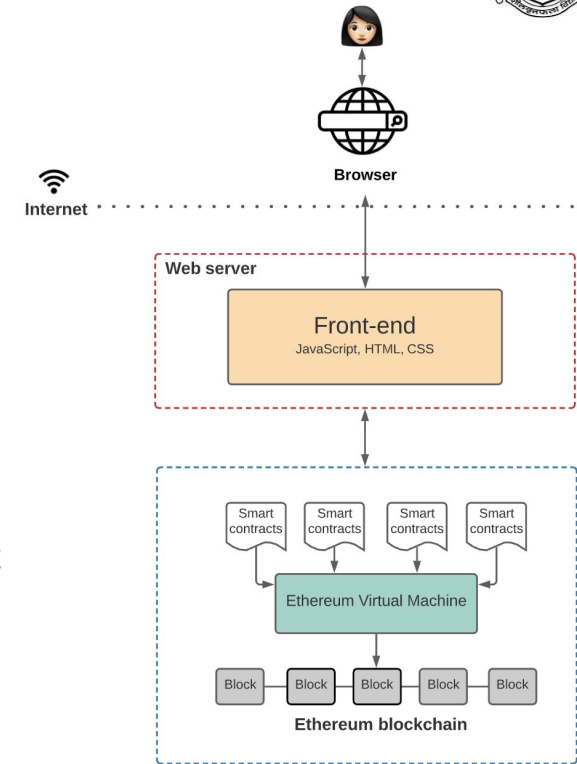 Browser
Internet
Web server
Front-end
JavaScript, HTML, CSS
Smart
contracts
Smart
contracts
Smart
contracts
Smart
contracts
Ethereum Virtual Machine
Block
Block
Block
Block
Block
Ethereum blockchain